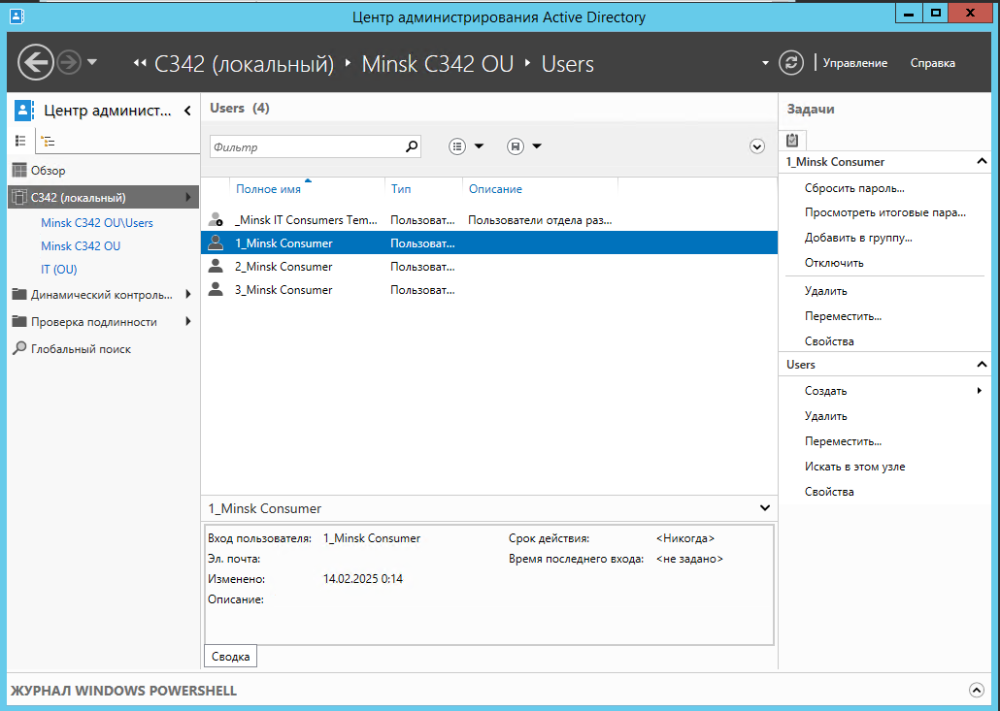 Центр администрирования Active Directory
C342 (локальный) Minsk C342 OU Users
Управление Справка
Центр админист...
Обзор
C342 (локальный)
Minsk C342 OU\Users
Minsk C342 OU
IT (OU)
Динамический контроль...
Проверка подлинности
Глобальный поиск
Users (4)
Фильтр
Полное имя Тип Описание
_Minsk IT Consumers Tem... Пользоват... Пользователи отдела раз...
1_Minsk Consumer Пользоват...
2_Minsk Consumer Пользоват...
3_Minsk Consumer Пользоват...
1_Minsk Consumer
Вход пользователя: 1_Minsk Consumer Срок действия: <Никогда>
Эл. почта: Время последнего входа: <не задано>
Изменено: 14.02.2025 0:14
Описание:
Сводка
Задачи
1_Minsk Consumer
Сбросить пароль...
Просмотреть итоговые пара...
Добавить в группу...
Отключить
Удалить
Переместить...
Свойства
Users
Создать
Удалить
Переместить...
Искать в этом узле
Свойства
ЖУРНАЛ WINDOWS POWERSHELL